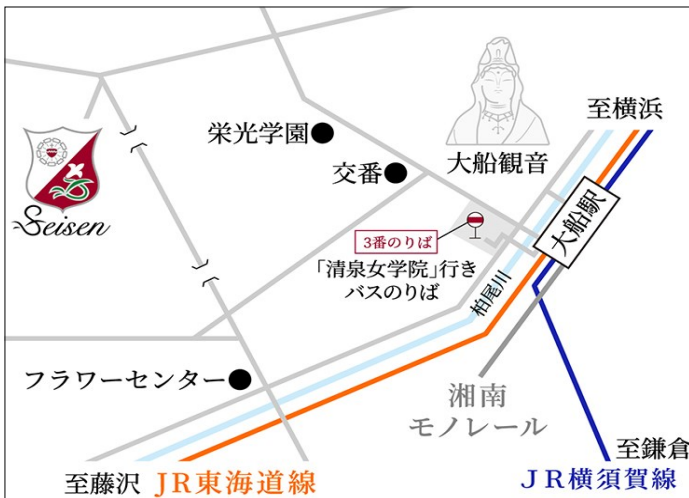 至横浜
栄光学園
交番
大船観音
Seisen
3番のりば
「清泉女学院」行き
バスのりば
大船駅
柏尾川
フラワーセンター
湘南
モノレール
至鎌倉
至藤沢 JR東海道線
JR横須賀線